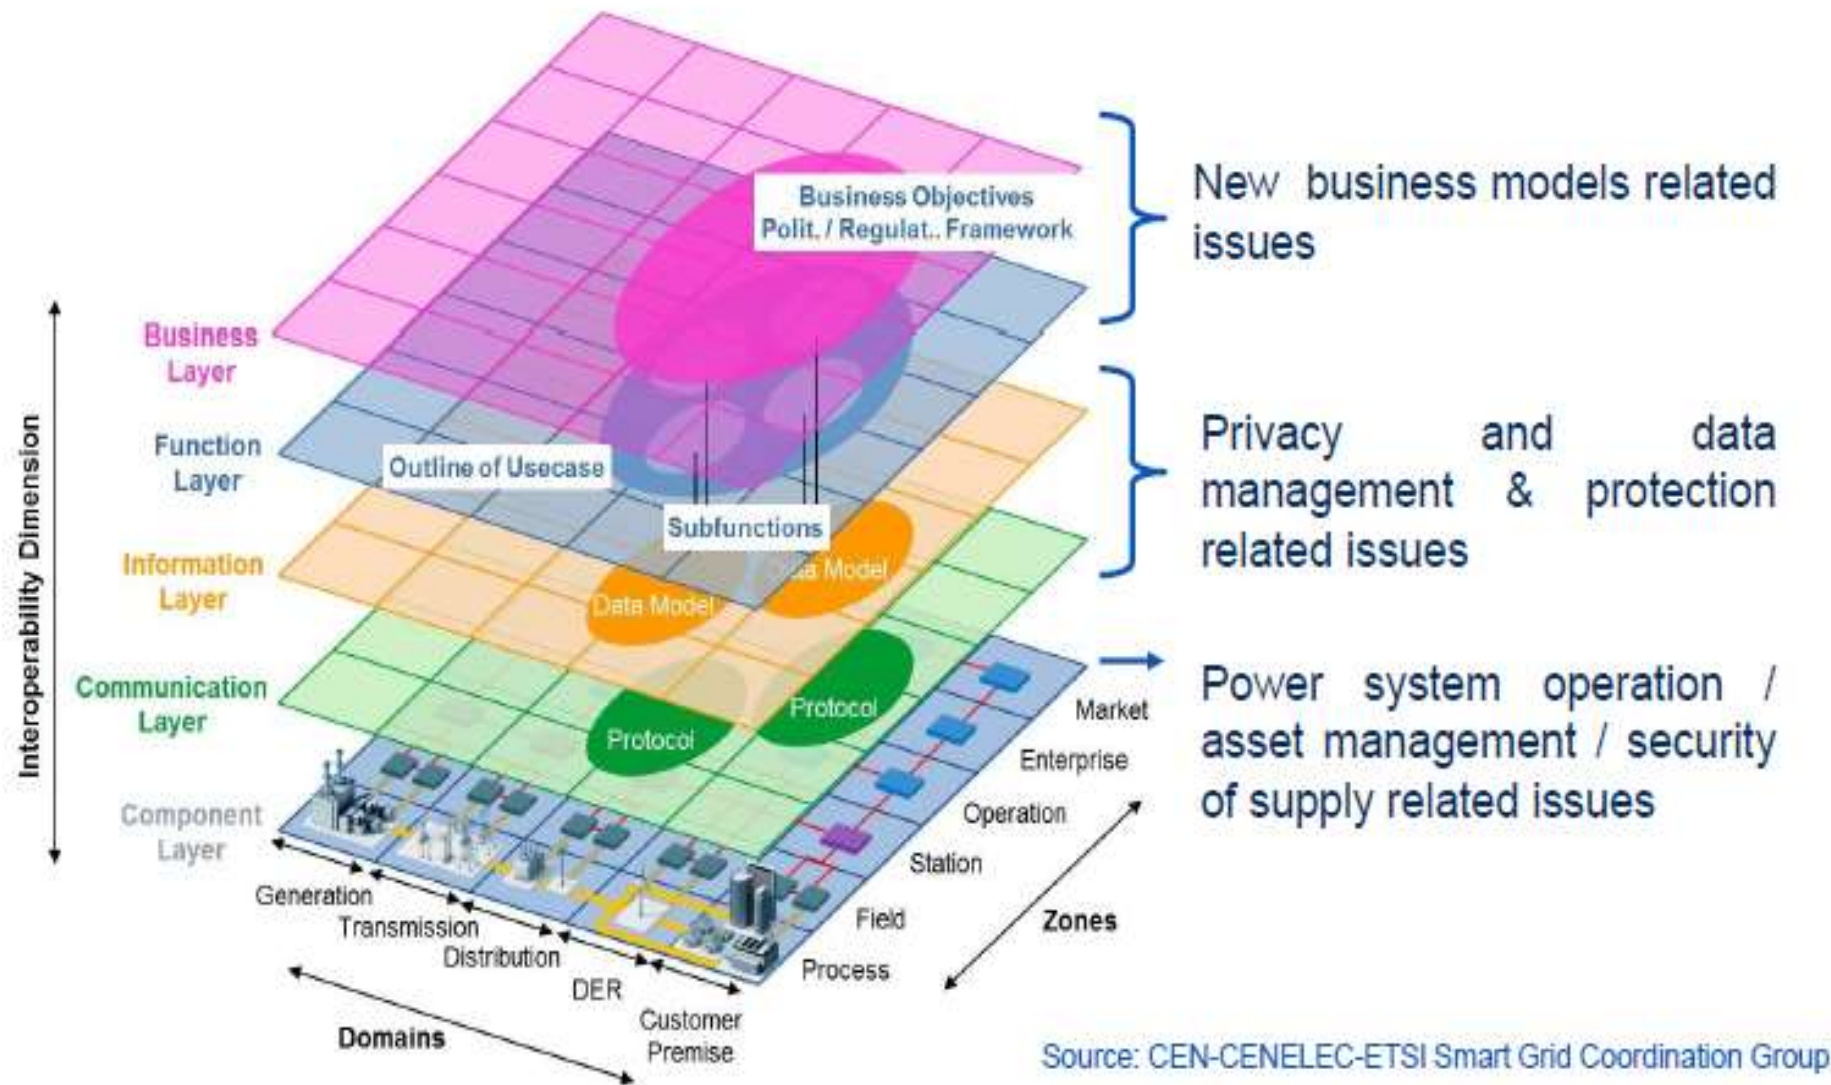 Business Objectives
Polit. / Regulat.. Framework
New business models related
issues
Interoperability Dimension
Business
Layer
Function
Layer
Outline of Usecase
Subfunctions
Privacy and data
management & protection
related issues
Information
Layer
Data Model
Data Model
Communication
Layer
Protocol
Protocol
Power system operation /
asset management / security
of supply related issues
Component
Layer
Market
Enterprise
Operation
Station
Field
Process
Zones
Generation
Transmission
Distribution
DER
Customer
Premise
Domains
Source: CEN-CENELEC-ETSI Smart Grid Coordination Group